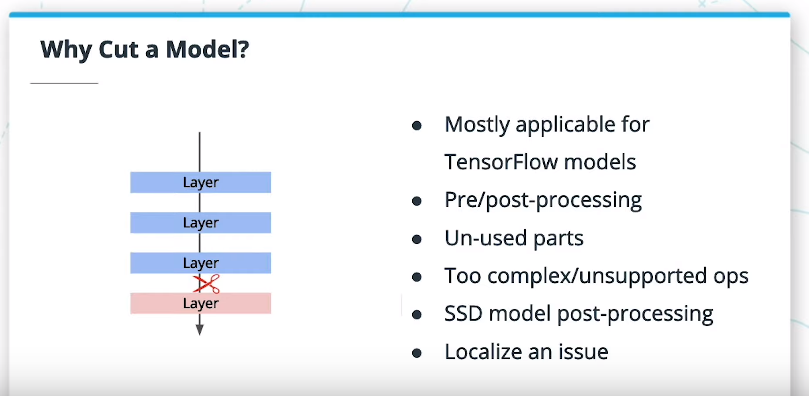 Why Cut a Model?
Layer
Layer
Layer
Layer
● Mostly applicable for
TensorFlow models
● Pre/post-processing
● Un-used parts
● Too complex/unsupported ops
● SSD model post-processing
● Localize an issue